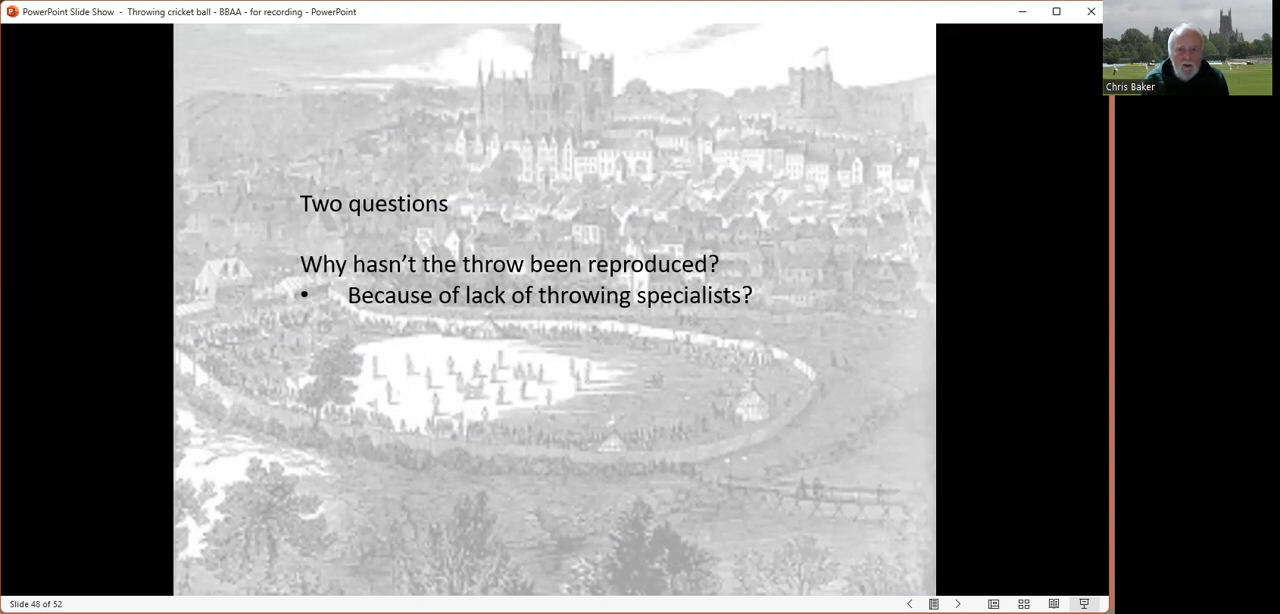 PowerPoint Slide Show - Throwing cricket ball - BBAA - for recording - PowerPoint
Chris Baker
Two questions
Why hasn’t the throw been reproduced?
• Because of lack of throwing specialists?
Slide 48 of 52